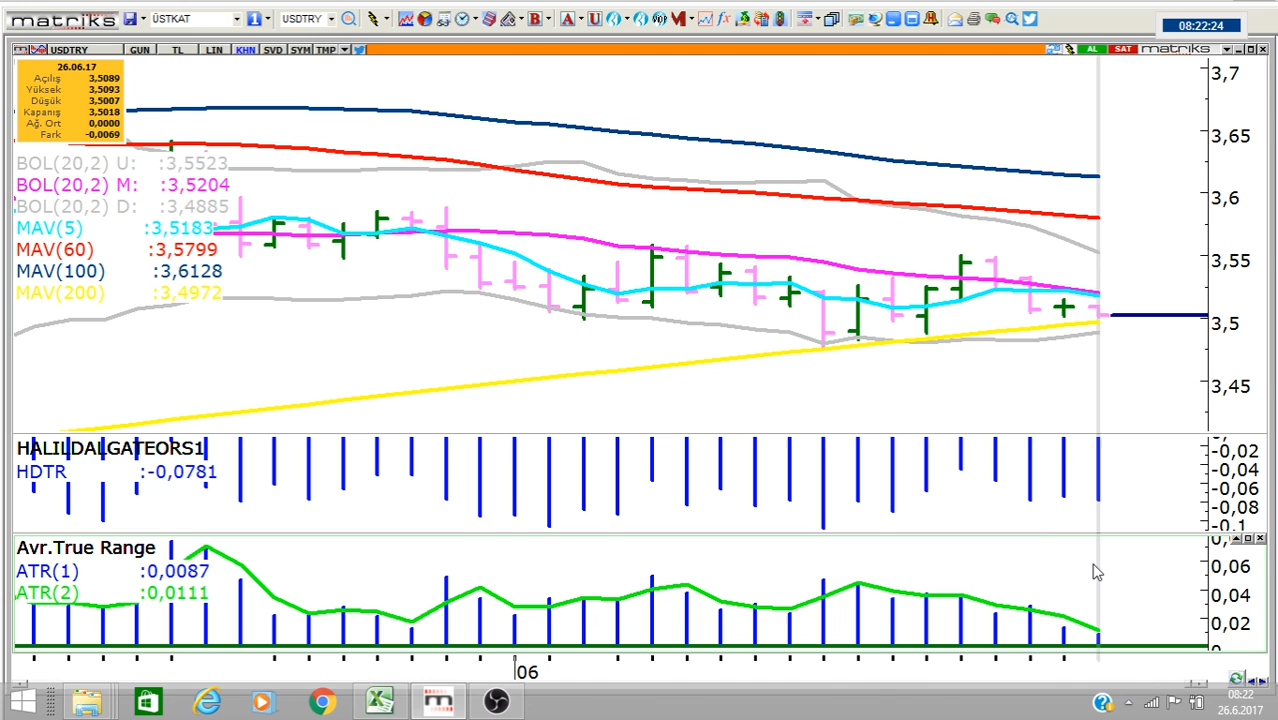 matriks ÜSTKAT USDTRY 08:22:24
USDTRY GUN TL LIN KHN SVD SYM TMP AL SAT matriks
26.06.17
Açılış 3,5089
Yüksek 3,5093
Düşük 3,5007
Kapanış 3,5018
Ağ. Ort 0,0000
Fark -0,0069
BOL(20,2) U: :3,5523
BOL(20,2) M: :3,5204
BOL(20,2) D: :3,4885
MAV(5) :3,5183
MAV(60) :3,5799
MAV(100) :3,6128
MAV(200) :3,4972
3,7
3,65
3,6
3,55
3,5
3,45
HALILDALGATEORS1
HDTR :-0,0781
-0,02
-0,04
-0,06
-0,08
-0,1
Avr.True Range
ATR(1) :0,0087
ATR(2) :0,0111
0,06
0,04
0,02
06
08:22
26.6.2017